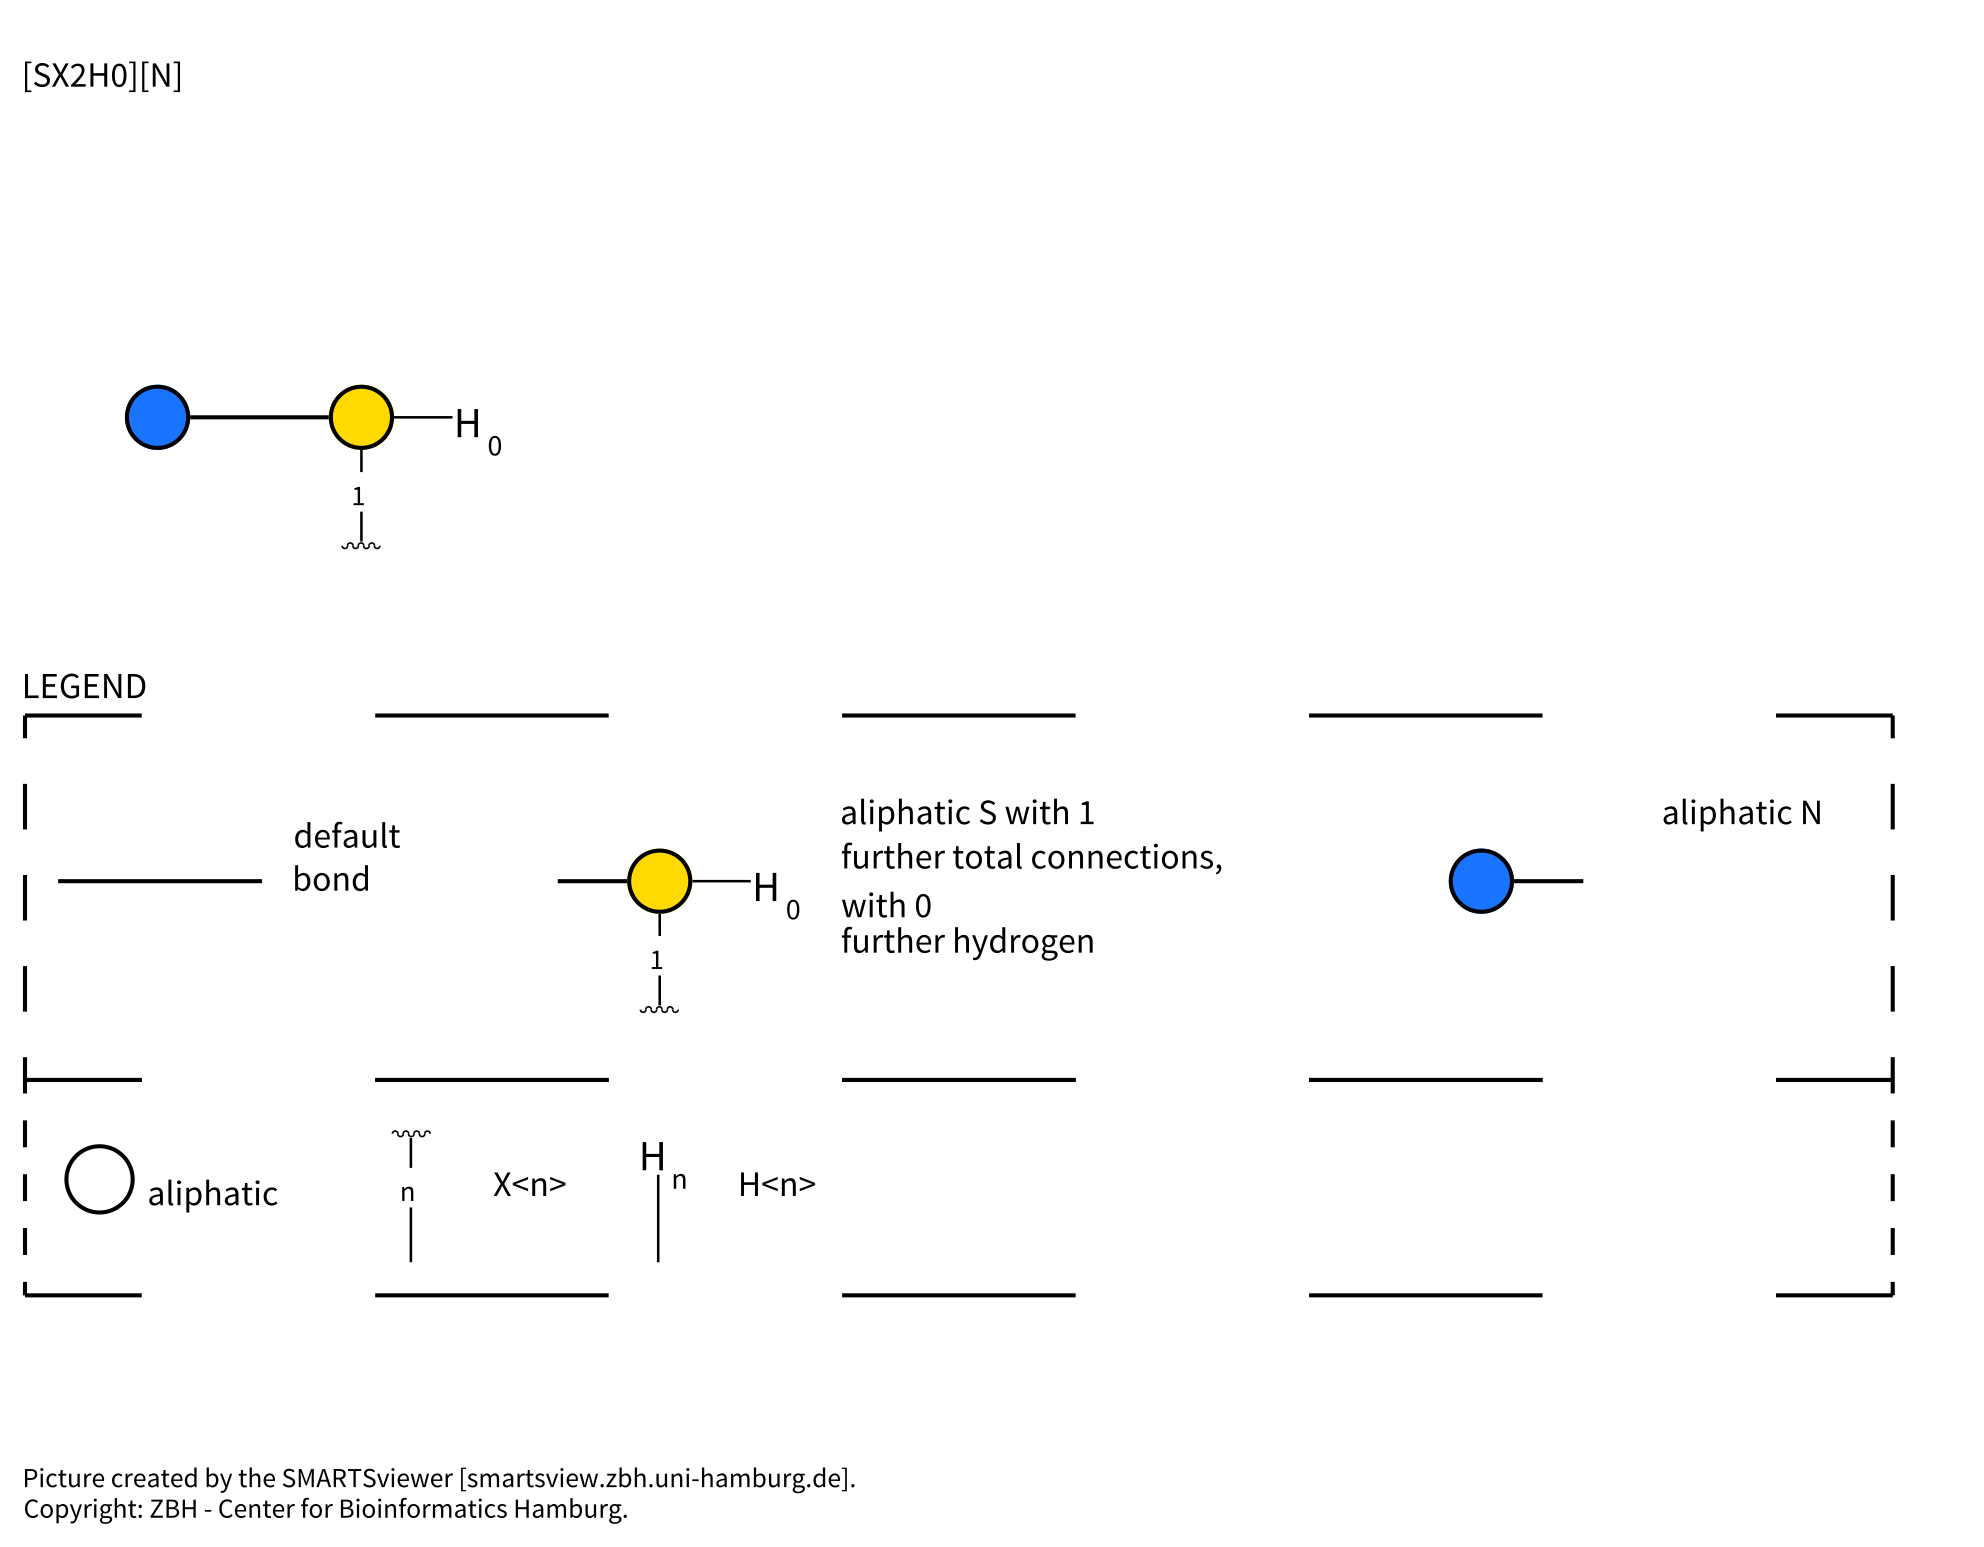 [SX2H0][N]
H
0
1
LEGEND
default
bond
H
0
1
aliphatic S with 1
further total connections,
with 0
further hydrogen
aliphatic N
aliphatic
n
X<n>
H
n
H<n>
Picture created by the SMARTSviewer [smartsview.zbh.uni-hamburg.de].
Copyright: ZBH - Center for Bioinformatics Hamburg.